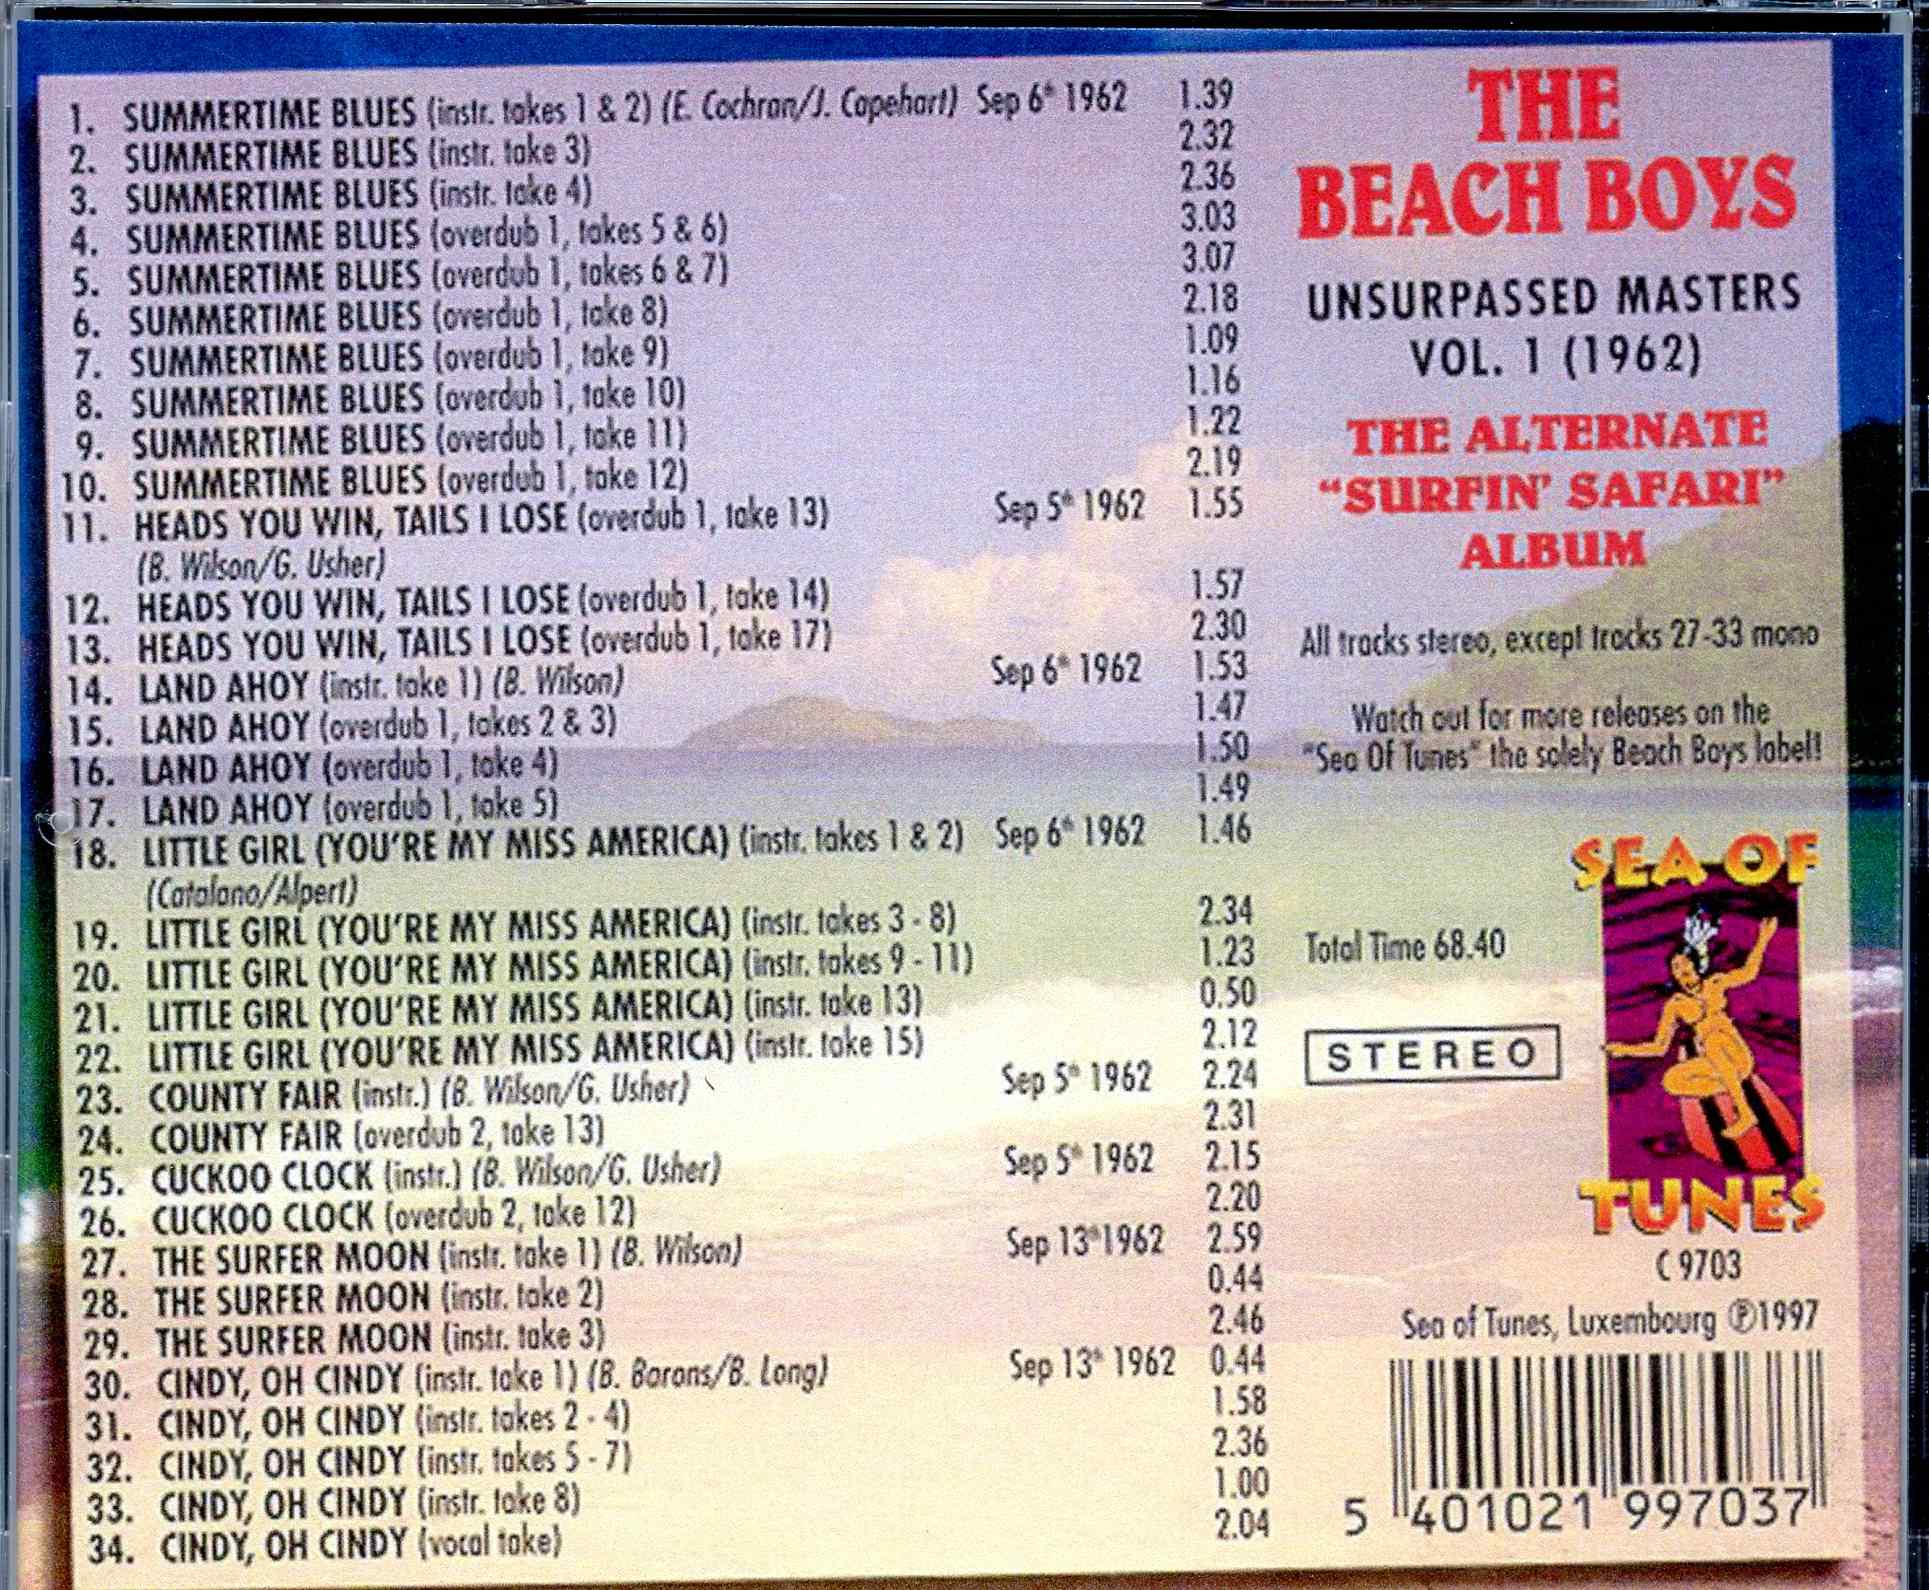 1. SUMMERTIME BLUES (instr. takes 1 & 2) (E. Cochran/J. Capehart) Sep 6th 1962 1.39
2. SUMMERTIME BLUES (instr. take 3) 2.32
3. SUMMERTIME BLUES (instr. take 4) 2.36
4. SUMMERTIME BLUES (overdub 1, takes 5 & 6) 3.03
5. SUMMERTIME BLUES (overdub 1, takes 6 & 7) 3.07
6. SUMMERTIME BLUES (overdub 1, take 8) 2.18
7. SUMMERTIME BLUES (overdub 1, take 9) 1.09
8. SUMMERTIME BLUES (overdub 1, take 10) 1.16
9. SUMMERTIME BLUES (overdub 1, take 11) 1.22
10. SUMMERTIME BLUES (overdub 1, take 12) 2.19
11. HEADS YOU WIN, TAILS I LOSE (overdub 1, take 13) Sep 5th 1962 1.55
(B. Wilson/G. Usher)
12. HEADS YOU WIN, TAILS I LOSE (overdub 1, take 14) 1.57
13. HEADS YOU WIN, TAILS I LOSE (overdub 1, take 17) 2.30
14. LAND AHOY (instr. take 1) (B. Wilson) Sep 6th 1962 1.53
15. LAND AHOY (overdub 1, takes 2 & 3) 1.47
16. LAND AHOY (overdub 1, take 4) 1.50
17. LAND AHOY (overdub 1, take 5) 1.49
18. LITTLE GIRL (YOU'RE MY MISS AMERICA) (instr. takes 1 & 2) Sep 6th 1962 1.46
(Catalano/Alpert)
19. LITTLE GIRL (YOU'RE MY MISS AMERICA) (instr. takes 3 - 8) 2.34
20. LITTLE GIRL (YOU'RE MY MISS AMERICA) (instr. takes 9 - 11) 1.23
21. LITTLE GIRL (YOU'RE MY MISS AMERICA) (instr. take 13) 0.50
22. LITTLE GIRL (YOU'RE MY MISS AMERICA) (instr. take 15) 2.12
23. COUNTY FAIR (instr.) (B. Wilson/G. Usher) Sep 5th 1962 2.24
24. COUNTY FAIR (overdub 2, take 13) 2.31
25. CUCKOO CLOCK (instr.) (B. Wilson/G. Usher) Sep 5th 1962 2.15
26. CUCKOO CLOCK (overdub 2, take 12) 2.20
27. THE SURFER MOON (instr. take 1) (B. Wilson) Sep 13th 1962 2.59
28. THE SURFER MOON (instr. take 2) 0.44
29. THE SURFER MOON (instr. take 3) 2.46
30. CINDY, OH CINDY (instr. take 1) (B. Barons/B. Long) Sep 13th 1962 0.44
31. CINDY, OH CINDY (instr. takes 2 - 4) 1.58
32. CINDY, OH CINDY (instr. takes 5 - 7) 2.36
33. CINDY, OH CINDY (instr. take 8) 1.00
34. CINDY, OH CINDY (vocal take) 2.04
THE
BEACH BOYS
UNSURPASSED MASTERS
VOL. 1 (1962)
THE ALTERNATE
"SURFIN' SAFARI"
ALBUM
All tracks stereo, except tracks 27-33 mono
Watch out for more releases on the
"Sea Of Tunes" the solely Beach Boys label!
SEA OF
Total Time 68.40
STEREO
TUNES
C 9703
Sea of Tunes, Luxembourg ℗1997
5 401021 997037